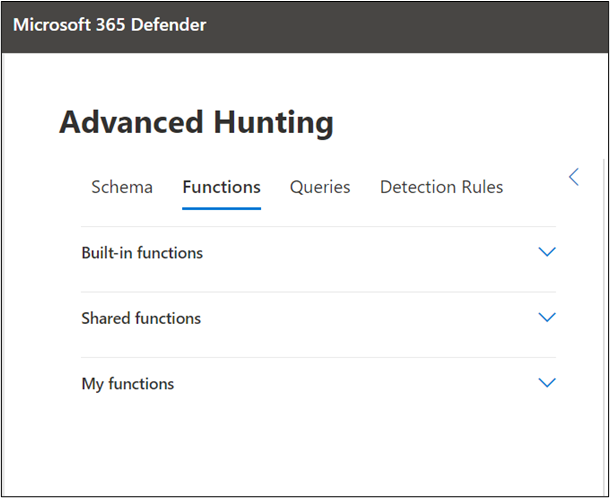 Microsoft 365 Defender
Advanced Hunting
Schema Functions Queries Detection Rules
Built-in functions
Shared functions
My functions